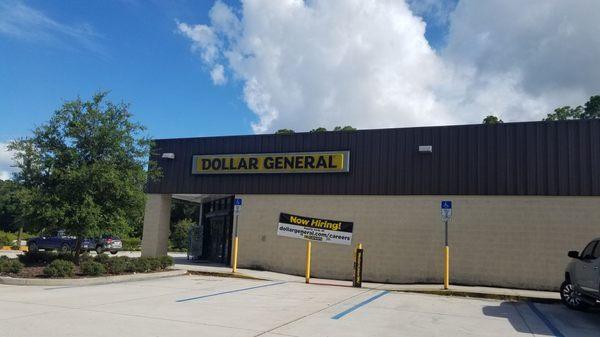 DOLLAR GENERAL
Now Hiring!
dollargeneral.com/careers